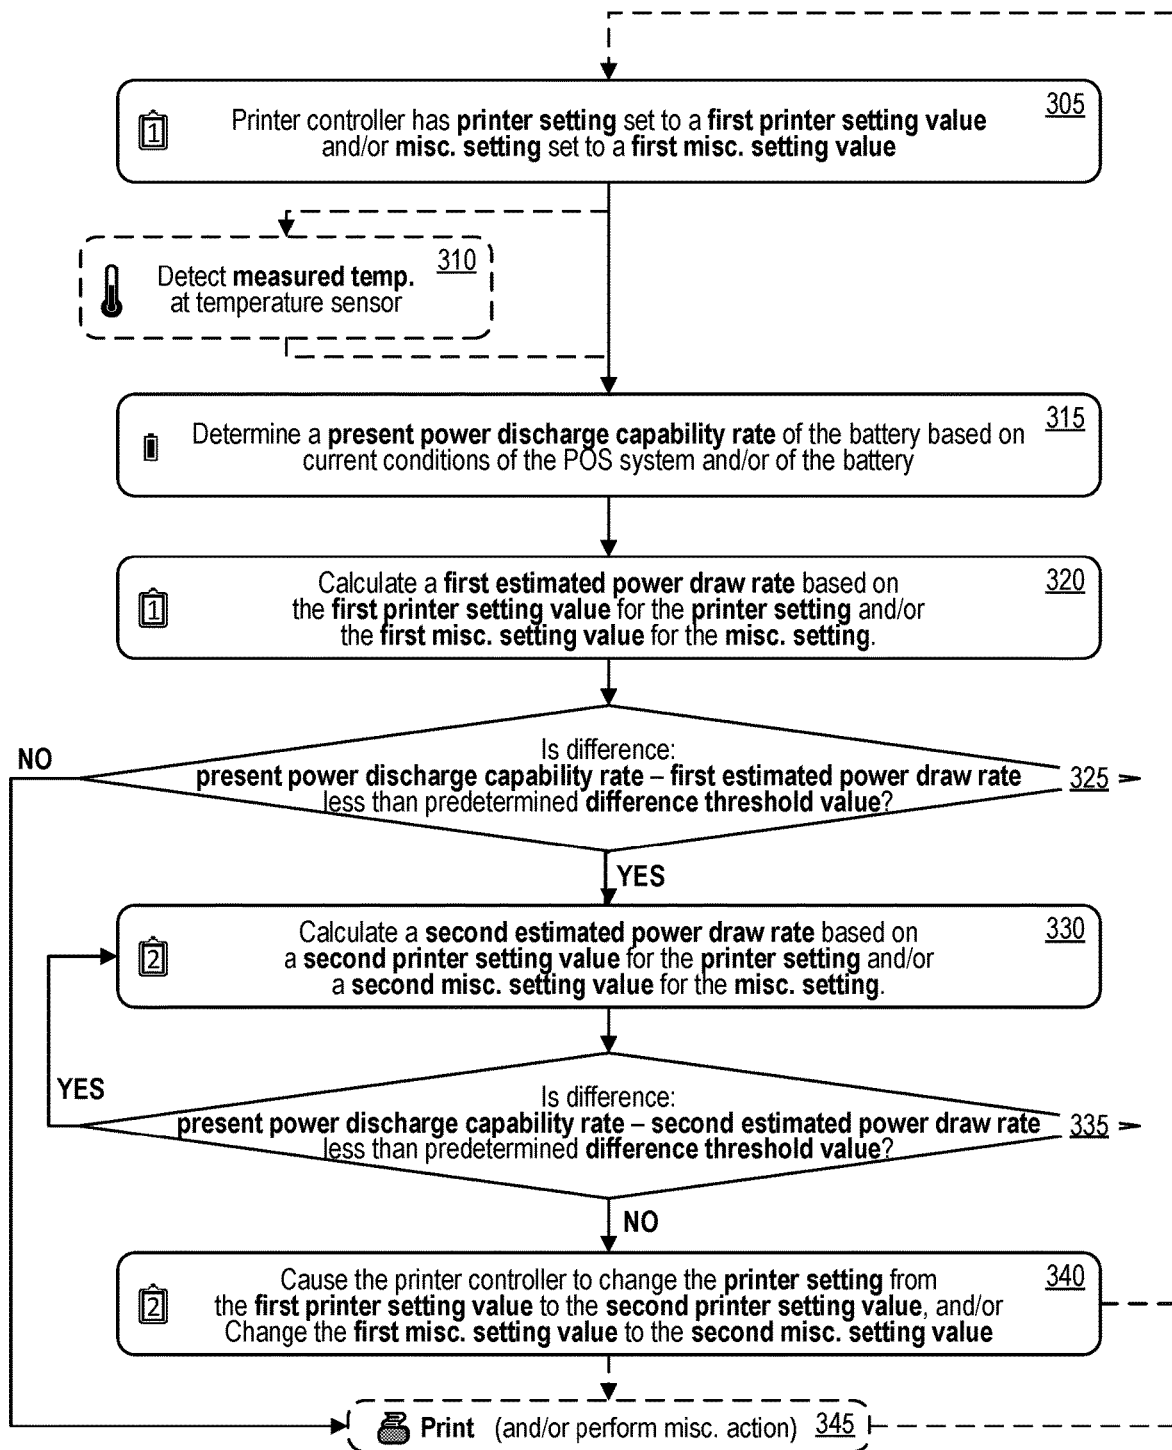 305
1 Printer controller has printer setting set to a first printer setting value
and/or misc. setting set to a first misc. setting value
310
Detect measured temp.
at temperature sensor
315
Determine a present power discharge capability rate of the battery based on
current conditions of the POS system and/or of the battery
320
Calculate a first estimated power draw rate based on
1 the first printer setting value for the printer setting and/or
the first misc. setting value for the misc. setting.
NO
Is difference:
present power discharge capability rate – first estimated power draw rate
325
less than predetermined difference threshold value?
YES
330
Calculate a second estimated power draw rate based on
2 a second printer setting value for the printer setting and/or
a second misc. setting value for the misc. setting.
YES
Is difference:
present power discharge capability rate – second estimated power draw rate
335
less than predetermined difference threshold value?
NO
340
Cause the printer controller to change the printer setting from
2 the first printer setting value to the second printer setting value, and/or
Change the first misc. setting value to the second misc. setting value
Print (and/or perform misc. action) 345